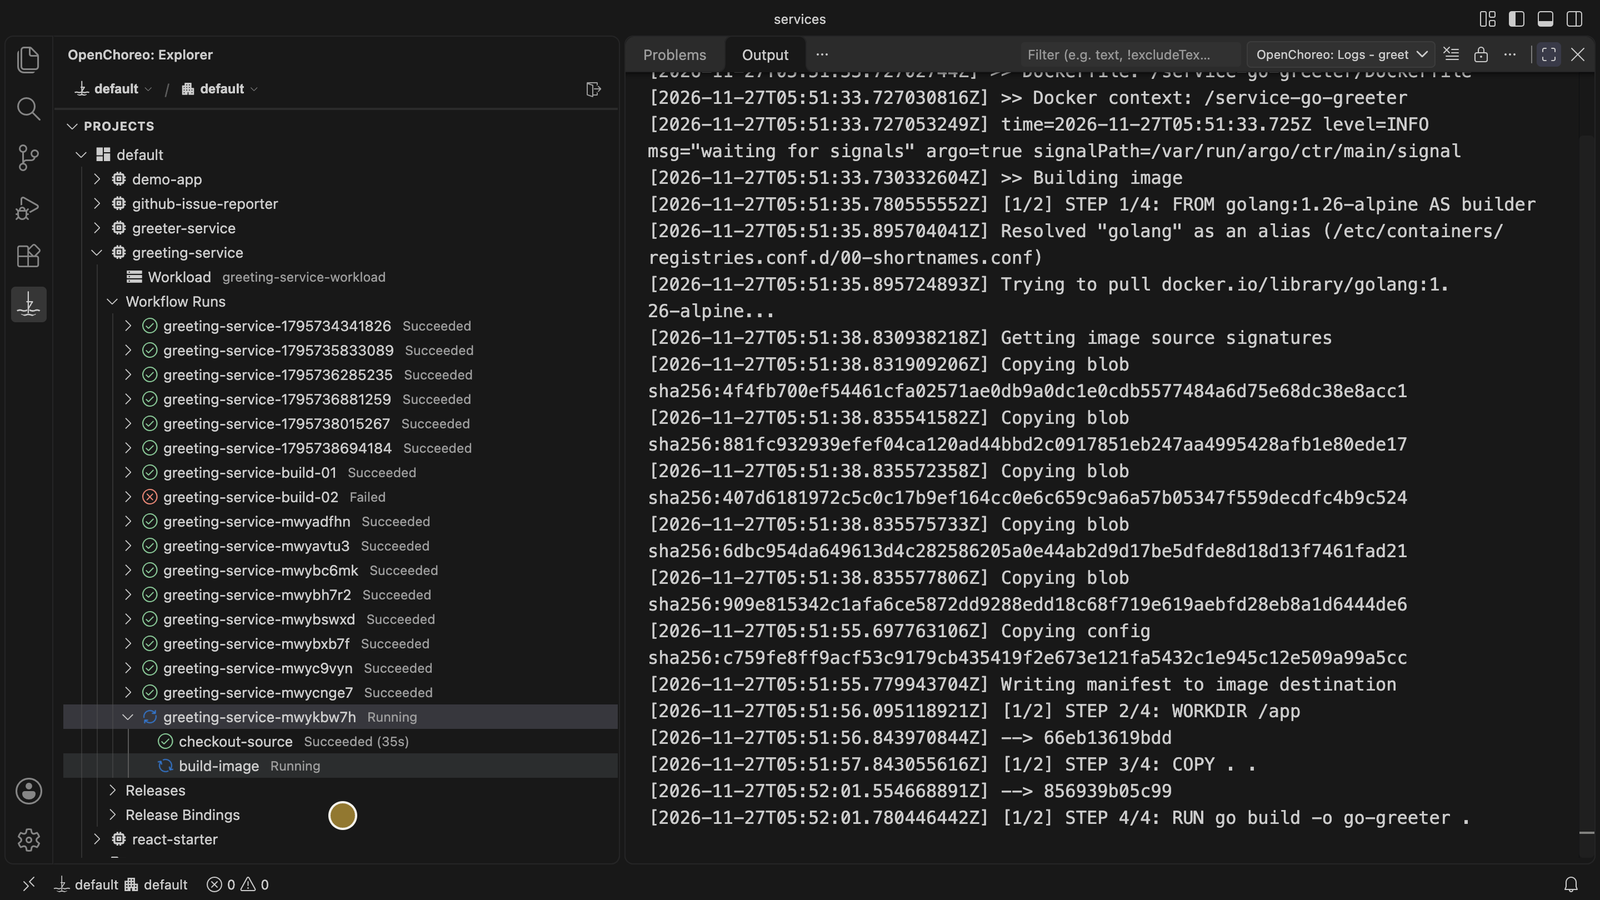 services
OpenChoreo: Explorer
default / default
PROJECTS
default
demo-app
github-issue-reporter
greeter-service
greeting-service
Workload greeting-service-workload
Workflow Runs
greeting-service-1795734341826 Succeeded
greeting-service-1795735833089 Succeeded
greeting-service-1795736285235 Succeeded
greeting-service-1795736881259 Succeeded
greeting-service-1795738015267 Succeeded
greeting-service-1795738694184 Succeeded
greeting-service-build-01 Succeeded
greeting-service-build-02 Failed
greeting-service-mwyadfhn Succeeded
greeting-service-mwyavtu3 Succeeded
greeting-service-mwybc6mk Succeeded
greeting-service-mwybh7r2 Succeeded
greeting-service-mwybswxd Succeeded
greeting-service-mwybxb7f Succeeded
greeting-service-mwyc9vyn Succeeded
greeting-service-mwycnge7 Succeeded
greeting-service-mwykbw7h Running
checkout-source Succeeded (35s)
build-image Running
Releases
Release Bindings
react-starter
Problems Output ··· Filter (e.g. text, !excludeTex... OpenChoreo: Logs - greet
[2026-11-27T05:51:33.727027442] >> Dockerfile: /service-go-greeter/Dockerfile
[2026-11-27T05:51:33.727030816Z] >> Docker context: /service-go-greeter
[2026-11-27T05:51:33.727053249Z] time=2026-11-27T05:51:33.725Z level=INFO
msg="waiting for signals" argo=true signalPath=/var/run/argo/ctr/main/signal
[2026-11-27T05:51:33.730332604Z] >> Building image
[2026-11-27T05:51:35.780555552Z] [1/2] STEP 1/4: FROM golang:1.26-alpine AS builder
[2026-11-27T05:51:35.895704041Z] Resolved "golang" as an alias (/etc/containers/
registries.conf.d/00-shortnames.conf)
[2026-11-27T05:51:35.895724893Z] Trying to pull docker.io/library/golang:1.
26-alpine...
[2026-11-27T05:51:38.830938218Z] Getting image source signatures
[2026-11-27T05:51:38.831909206Z] Copying blob
sha256:4f4fb700ef54461cfa02571ae0db9a0dc1e0cdb5577484a6d75e68dc38e8acc1
[2026-11-27T05:51:38.835541582Z] Copying blob
sha256:881fc932939efef04ca120ad44bbd2c0917851eb247aa4995428afb1e80ede17
[2026-11-27T05:51:38.835572358Z] Copying blob
sha256:407d6181972c5c0c17b9ef164cc0e6c659c9a6a57b05347f559decdfc4b9c524
[2026-11-27T05:51:38.835575733Z] Copying blob
sha256:6dbc954da649613d4c282586205a0e44ab2d9d17be5dfde8d18d13f7461fad21
[2026-11-27T05:51:38.835577806Z] Copying blob
sha256:909e815342c1afa6ce5872dd9288edd18c68f719e619aebfd28eb8a1d6444de6
[2026-11-27T05:51:55.697763106Z] Copying config
sha256:c759fe8ff9acf53c9179cb435419f2e673e121fa5432c1e945c12e509a99a5cc
[2026-11-27T05:51:55.779943704Z] Writing manifest to image destination
[2026-11-27T05:51:56.095118921Z] [1/2] STEP 2/4: WORKDIR /app
[2026-11-27T05:51:56.843970844Z] --> 66eb13619bdd
[2026-11-27T05:51:57.843055616Z] [1/2] STEP 3/4: COPY . .
[2026-11-27T05:52:01.554668891Z] --> 856939b05c99
[2026-11-27T05:52:01.780446442Z] [1/2] STEP 4/4: RUN go build -o go-greeter .
default default 0 0